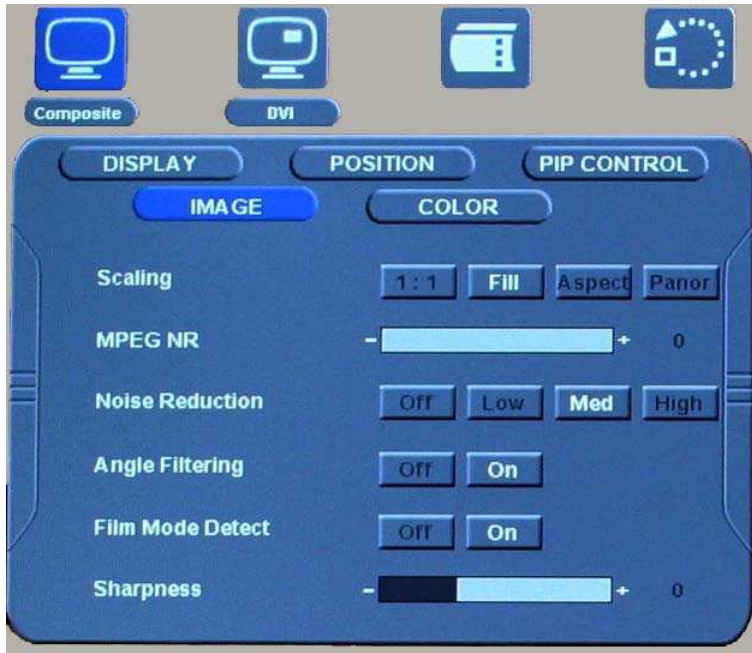 Composite DVI
DISPLAY POSITION PIP CONTROL
IMAGE COLOR
Scaling 1:1 Fill Aspect Panor
MPEG NR - + 0
Noise Reduction Off Low Med High
Angle Filtering Off On
Film Mode Detect Off On
Sharpness - + 0